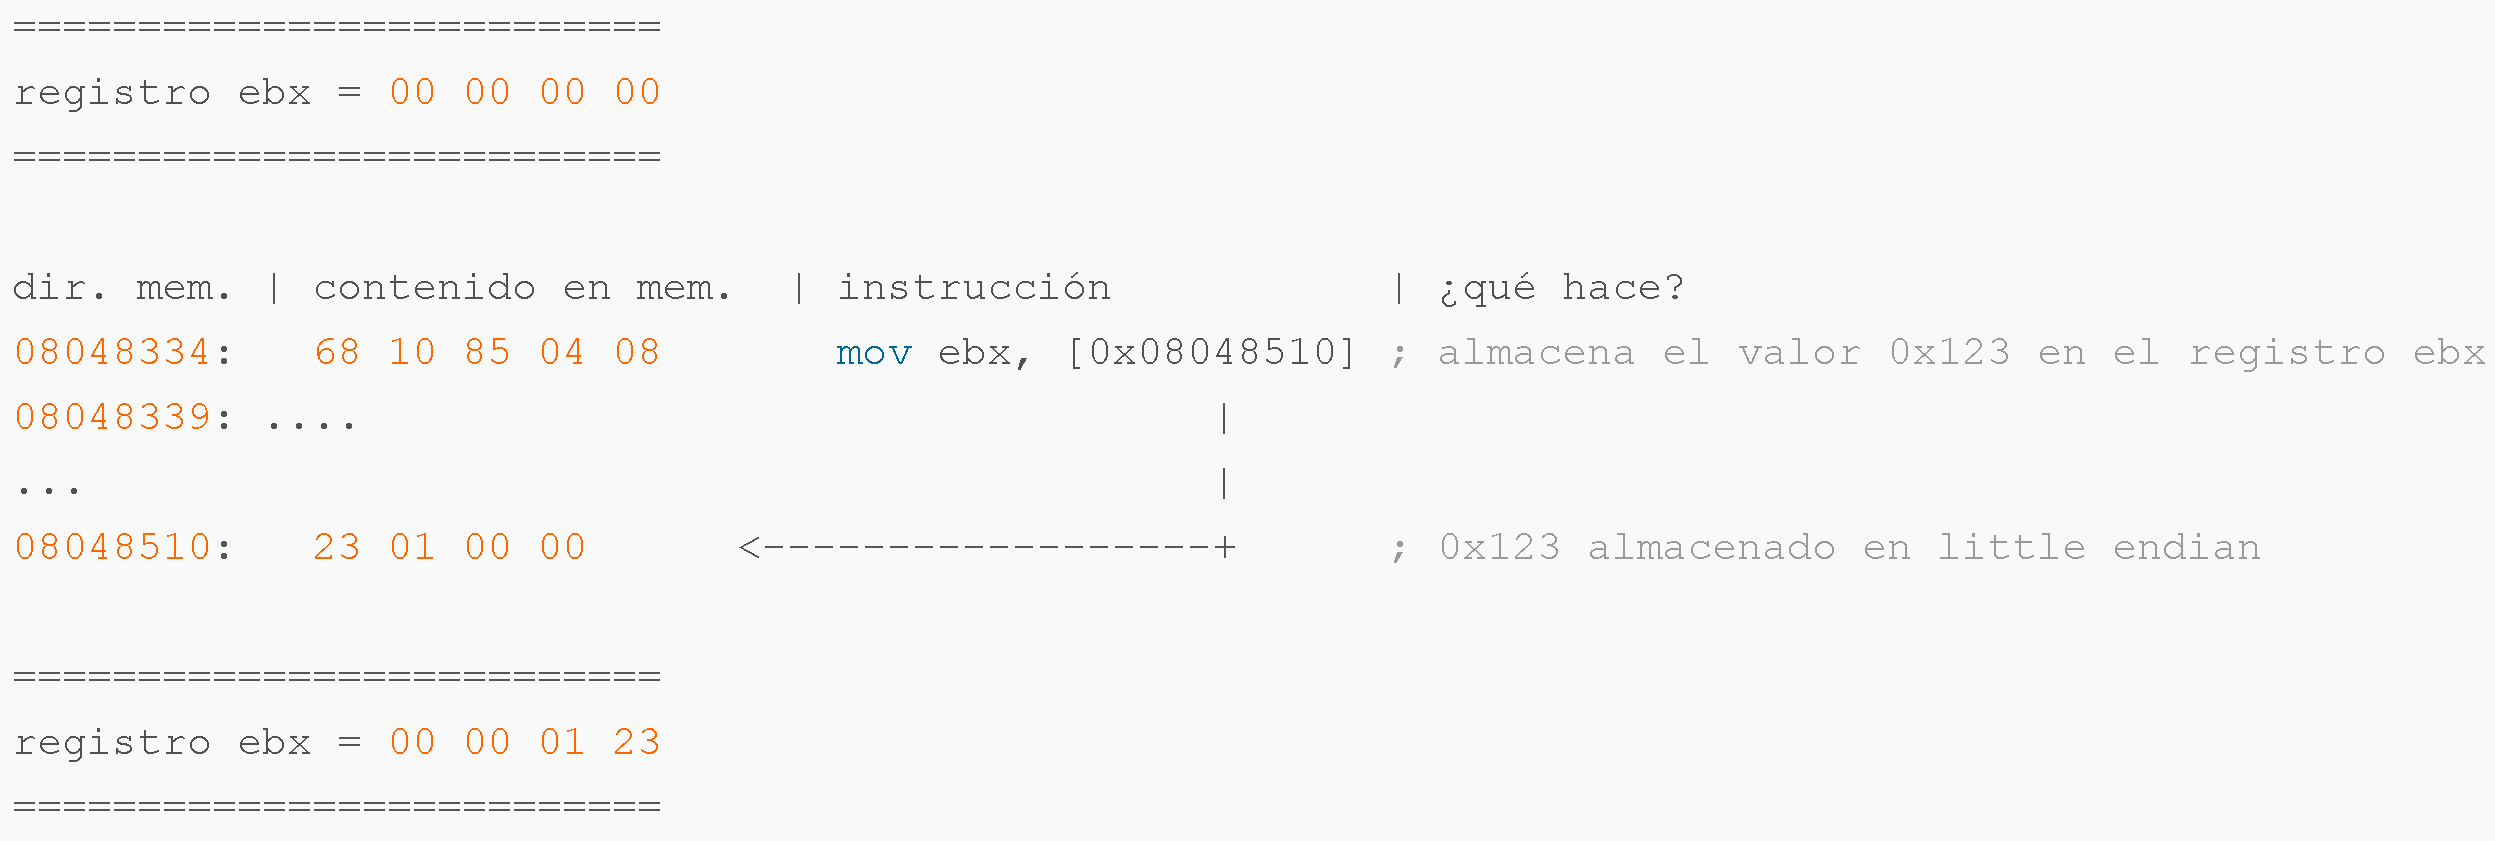 ==========================
registro ebx = 00 00 00 00
==========================
dir. mem. | contenido en mem.  | instrucción           | ¿qué hace?
08048334:   68 10 85 04 08       mov ebx, [0x08048510] ; almacena el valor 0x123 en el registro ebx
08048339: ....                                  |
...                                             |
08048510:   23 01 00 00      <------------------+      ; 0x123 almacenado en little endian
==========================
registro ebx = 00 00 01 23
==========================